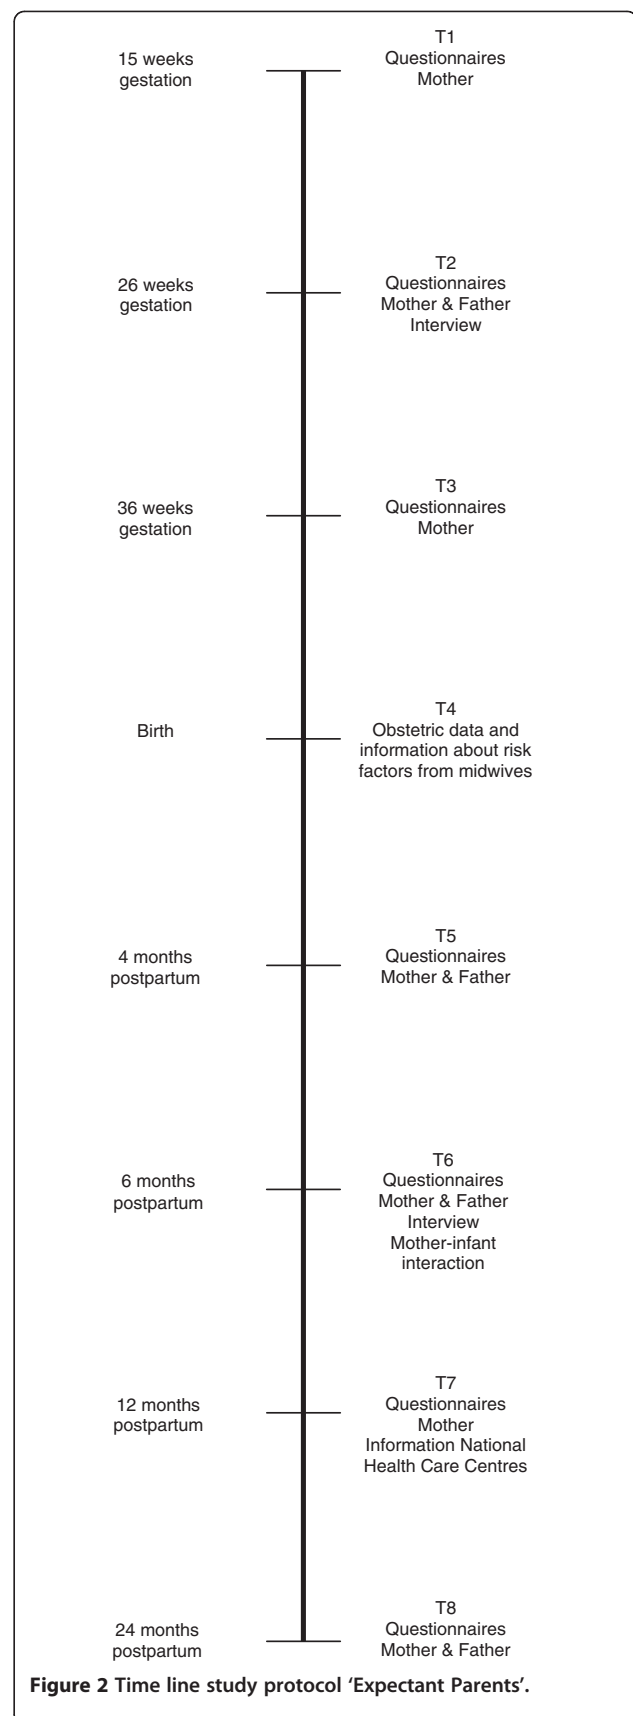 15 weeks
gestation
T1
Questionnaires
Mother
26 weeks
gestation
T2
Questionnaires
Mother & Father
Interview
36 weeks
gestation
T3
Questionnaires
Mother
Birth
T4
Obstetric data and
information about risk
factors from midwives
4 months
postpartum
T5
Questionnaires
Mother & Father
6 months
postpartum
T6
Questionnaires
Mother & Father
Interview
Mother-infant
interaction
12 months
postpartum
T7
Questionnaires
Mother
Information National
Health Care Centres
24 months
postpartum
T8
Questionnaires
Mother & Father
Figure 2 Time line study protocol ‘Expectant Parents’.